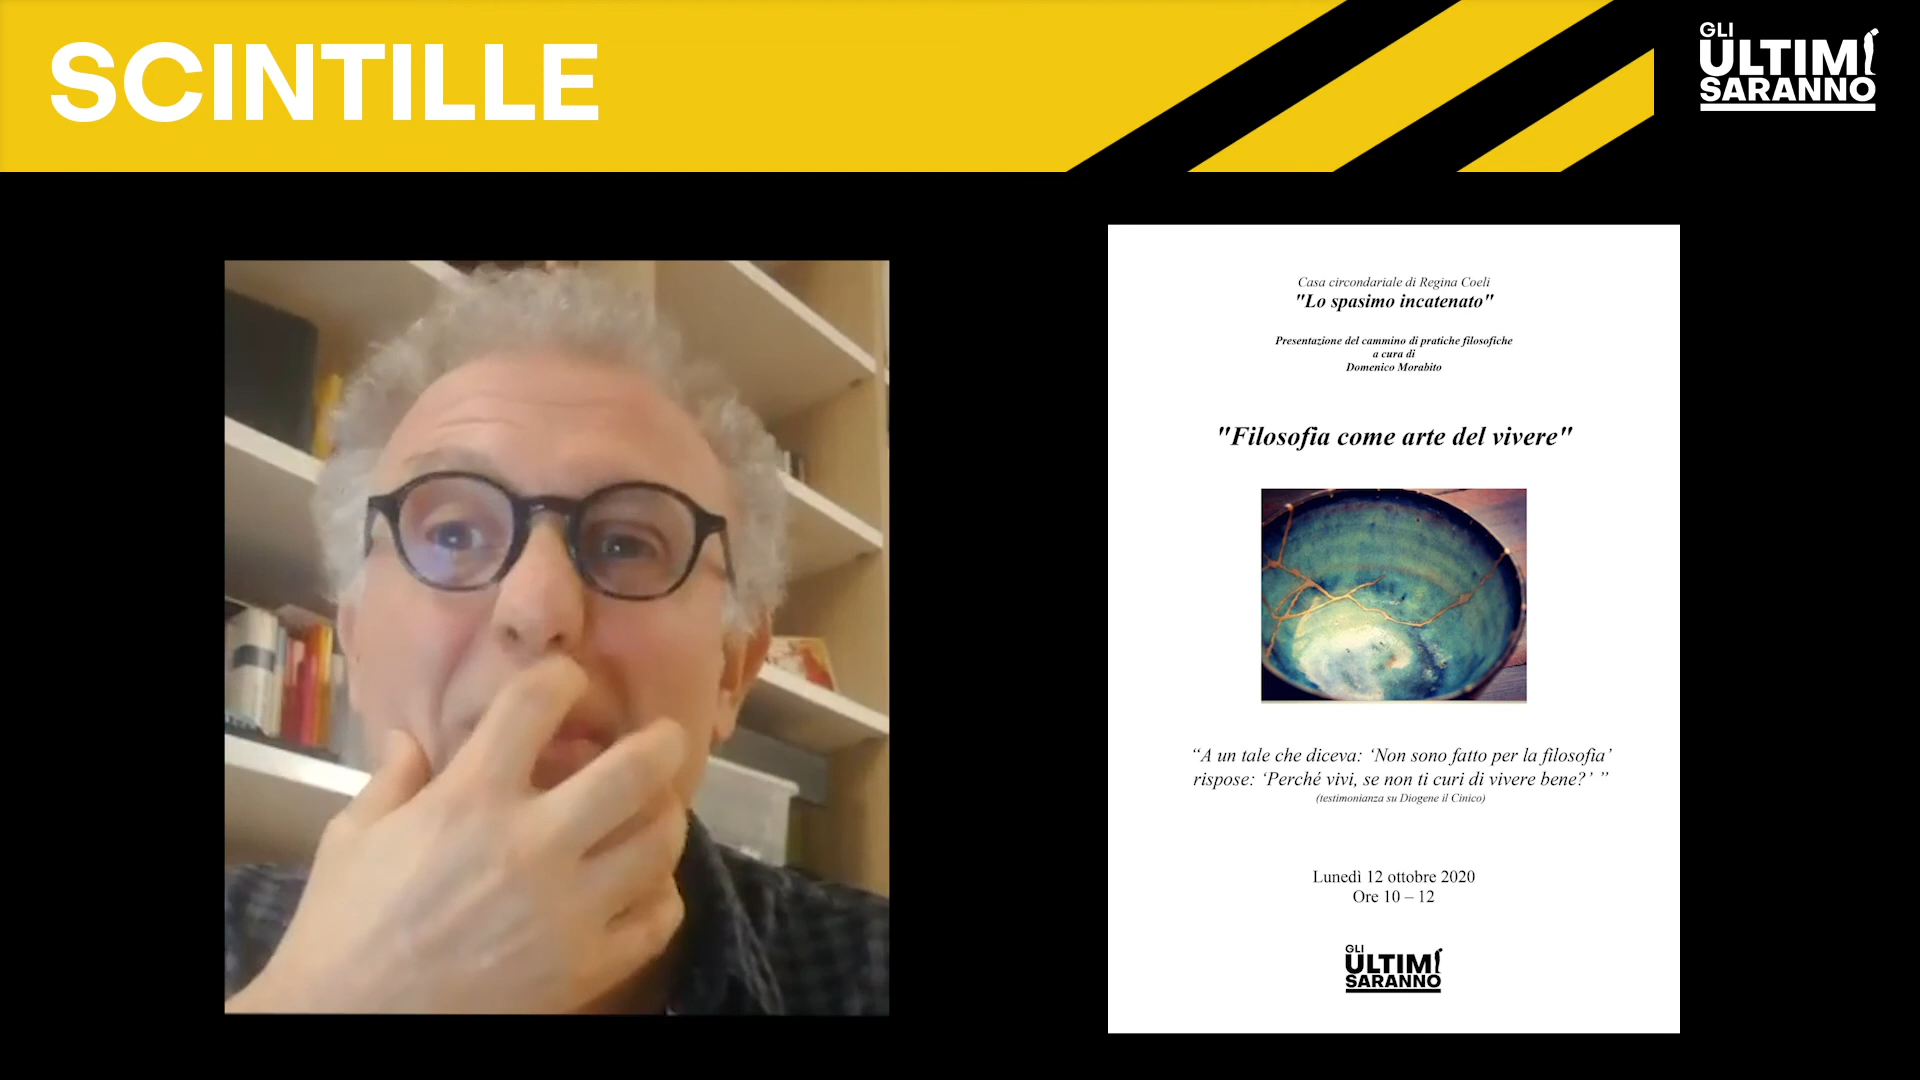 SCINTILLE
GLI
ULTIMI
SARANNO
Casa circondariale di Regina Coeli
"Lo spasimo incatenato"
Presentazione del cammino di pratiche filosofiche
a cura di
Domenico Morabito
"Filosofia come arte del vivere"
“A un tale che diceva: ‘Non sono fatto per la filosofia’
rispose: ‘Perché vivi, se non ti curi di vivere bene?’ ”
(testimonianza su Diogene il Cinico)
Lunedì 12 ottobre 2020
Ore 10 – 12
GLI
ULTIMI
SARANNO